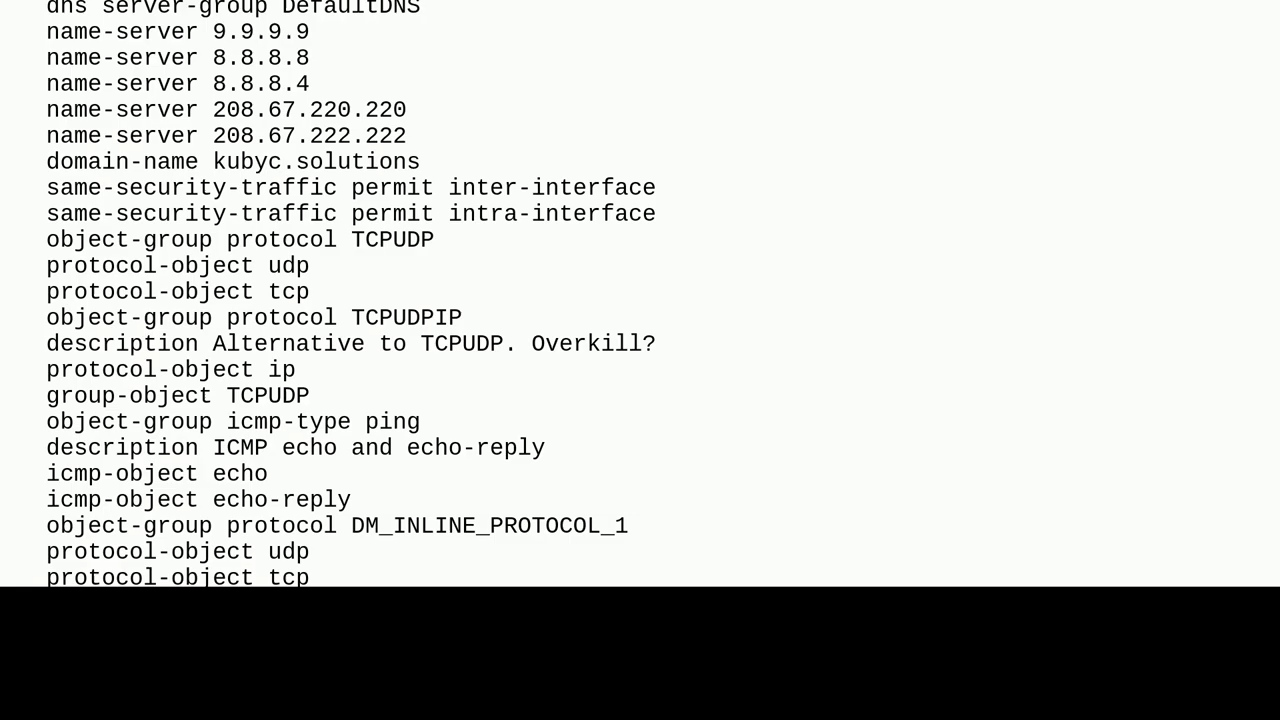 dns server-group DefaultDNS
name-server 9.9.9.9
name-server 8.8.8.8
name-server 8.8.8.4
name-server 208.67.220.220
name-server 208.67.222.222
domain-name kubyc.solutions
same-security-traffic permit inter-interface
same-security-traffic permit intra-interface
object-group protocol TCPUDP
protocol-object udp
protocol-object tcp
object-group protocol TCPUDPIP
description Alternative to TCPUDP. Overkill?
protocol-object ip
group-object TCPUDP
object-group icmp-type ping
description ICMP echo and echo-reply
icmp-object echo
icmp-object echo-reply
object-group protocol DM_INLINE_PROTOCOL_1
protocol-object udp
protocol-object tcp